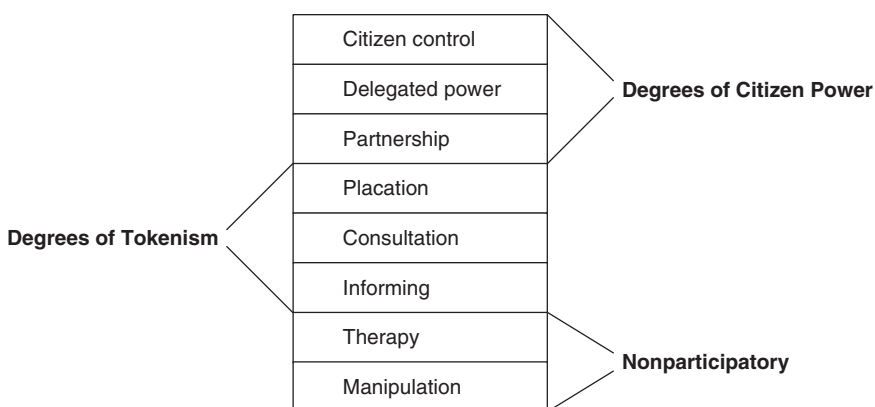 Citizen control
Delegated power
Degrees of Citizen Power
Partnership
Placation
Degrees of Tokenism
Consultation
Informing
Therapy
Nonparticipatory
Manipulation